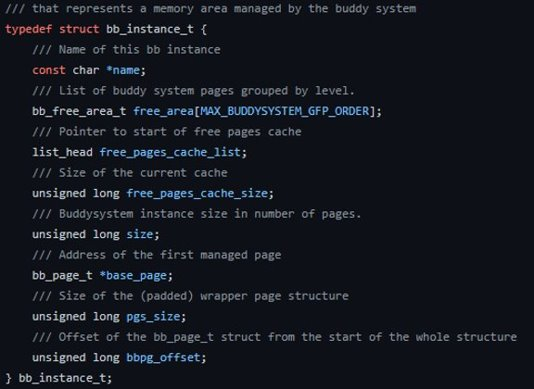 /// that represents a memory area managed by the buddy system
typedef struct bb_instance_t {
/// Name of this bb instance
const char *name;
/// List of buddy system pages grouped by level.
bb_free_area_t free_area[MAX_BUDDYSYSTEM_GFP_ORDER];
/// Pointer to start of free pages cache
list_head free_pages_cache_list;
/// Size of the current cache
unsigned long free_pages_cache_size;
/// Buddysystem instance size in number of pages.
unsigned long size;
/// Address of the first managed page
bb_page_t *base_page;
/// Size of the (padded) wrapper page structure
unsigned long pgs_size;
/// Offset of the bb_page_t struct from the start of the whole structure
unsigned long bbpg_offset;
} bb_instance_t;